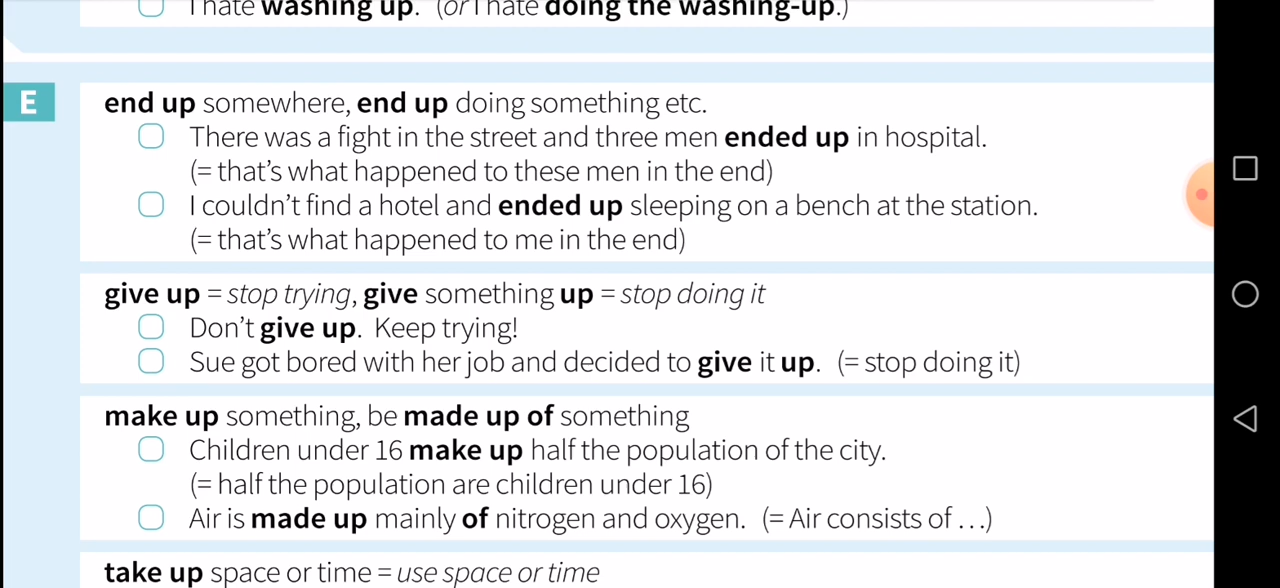 I hate washing up. (or I hate doing the washing-up.)
E
end up somewhere, end up doing something etc.
There was a fight in the street and three men ended up in hospital.
(= that's what happened to these men in the end)
I couldn't find a hotel and ended up sleeping on a bench at the station.
(= that's what happened to me in the end)
give up = stop trying, give something up = stop doing it
Don't give up. Keep trying!
Sue got bored with her job and decided to give it up. (= stop doing it)
make up something, be made up of something
Children under 16 make up half the population of the city.
(= half the population are children under 16)
Air is made up mainly of nitrogen and oxygen. (= Air consists of ...)
take up space or time = use space or time